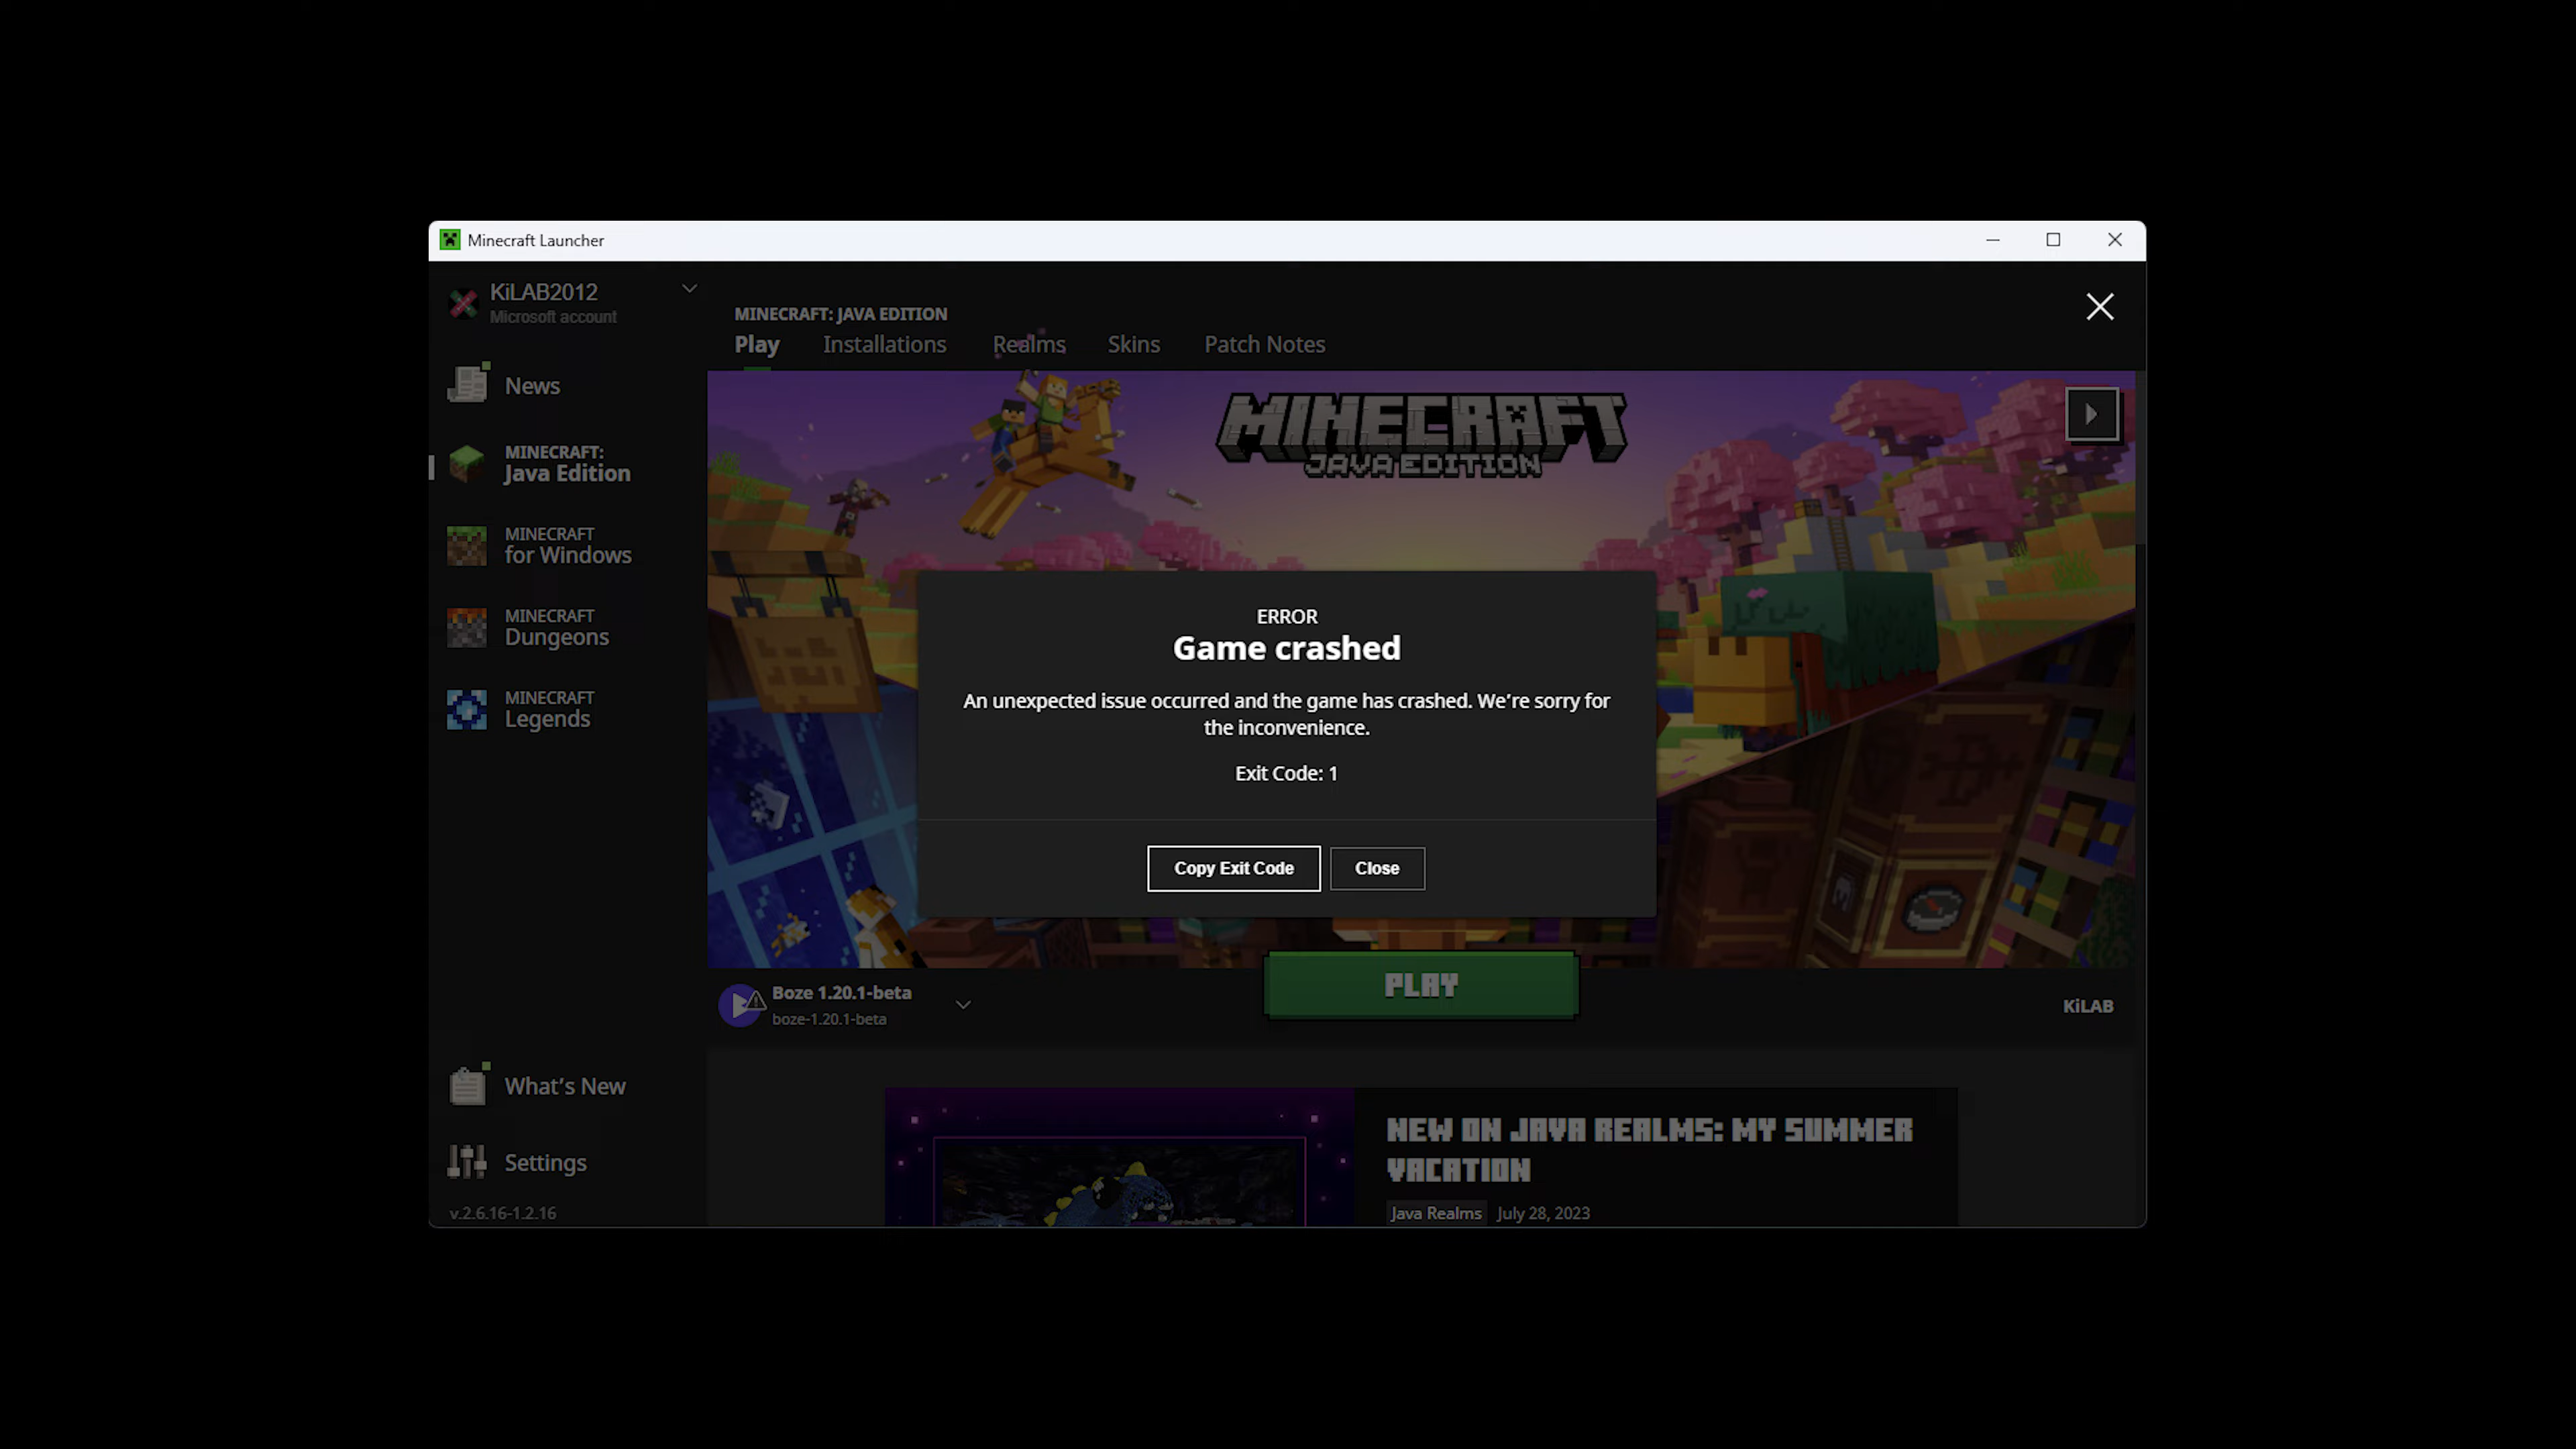 Minecraft Launcher
KiLAB2012
Microsoft account
News
MINECRAFT:
Java Edition
MINECRAFT
for Windows
MINECRAFT
Dungeons
MINECRAFT
Legends
What's New
Settings
v.2.6.16-1.2.16
MINECRAFT: JAVA EDITION
Play Installations Realms Skins Patch Notes
MINECRAFT
JAVA EDITION
ERROR
Game crashed
An unexpected issue occurred and the game has crashed. We're sorry for
the inconvenience.
Exit Code: 1
Copy Exit Code Close
Boze 1.20.1-beta
boze-1.20.1-beta
PLAY
KiLAB
NEW ON JAVA REALMS: MY SUMMER
VACATION
Java Realms July 28, 2023